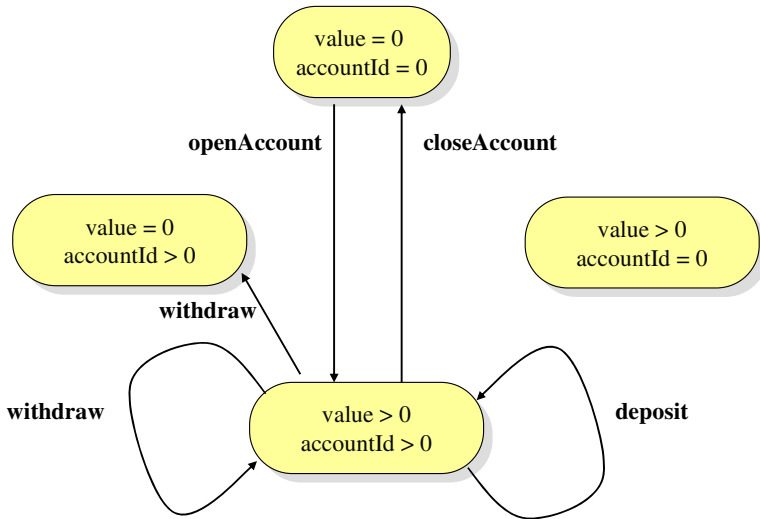 value = 0
accountId = 0
openAccount
closeAccount
value = 0
accountId > 0
value > 0
accountId = 0
withdraw
withdraw
value > 0
accountId > 0
deposit